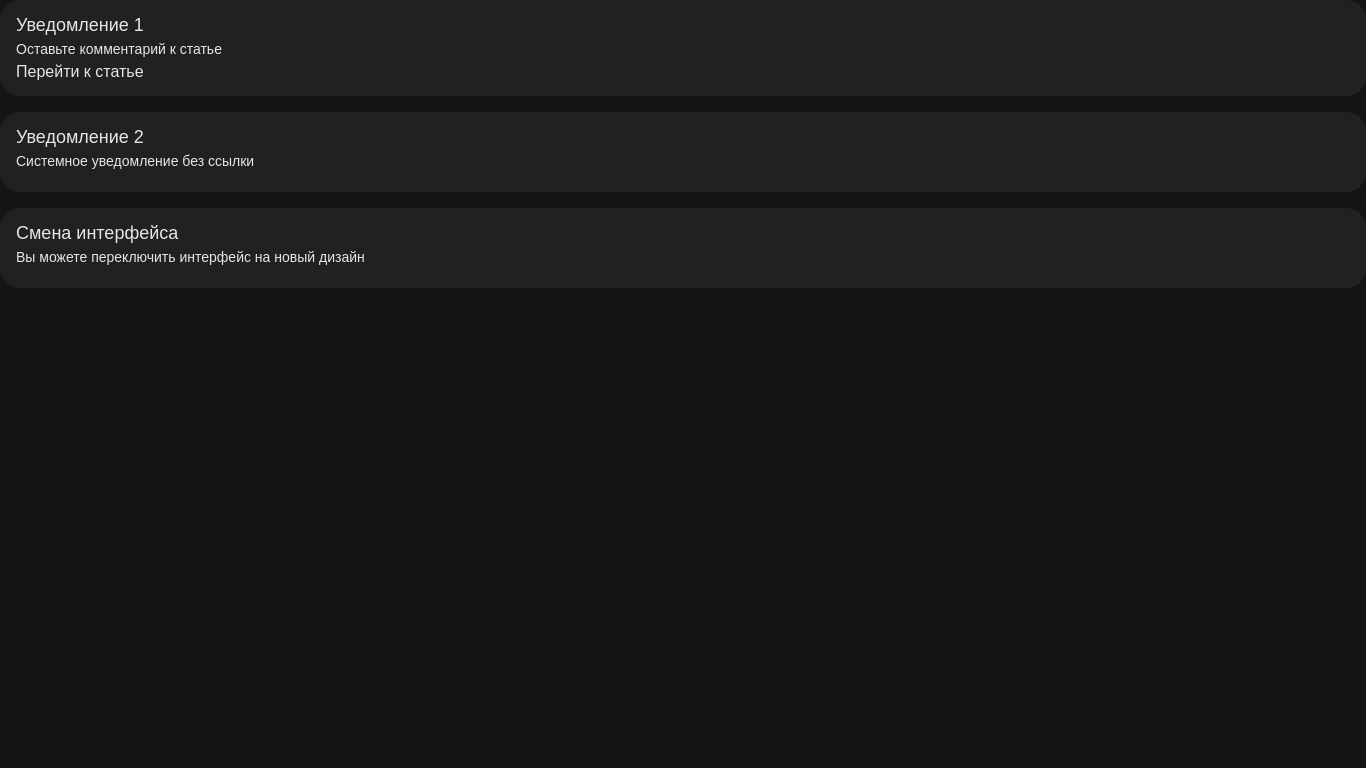 Уведомление 1
Оставьте комментарий к статье
Перейти к статье
Уведомление 2
Системное уведомление без ссылки
Смена интерфейса
Вы можете переключить интерфейс на новый дизайн